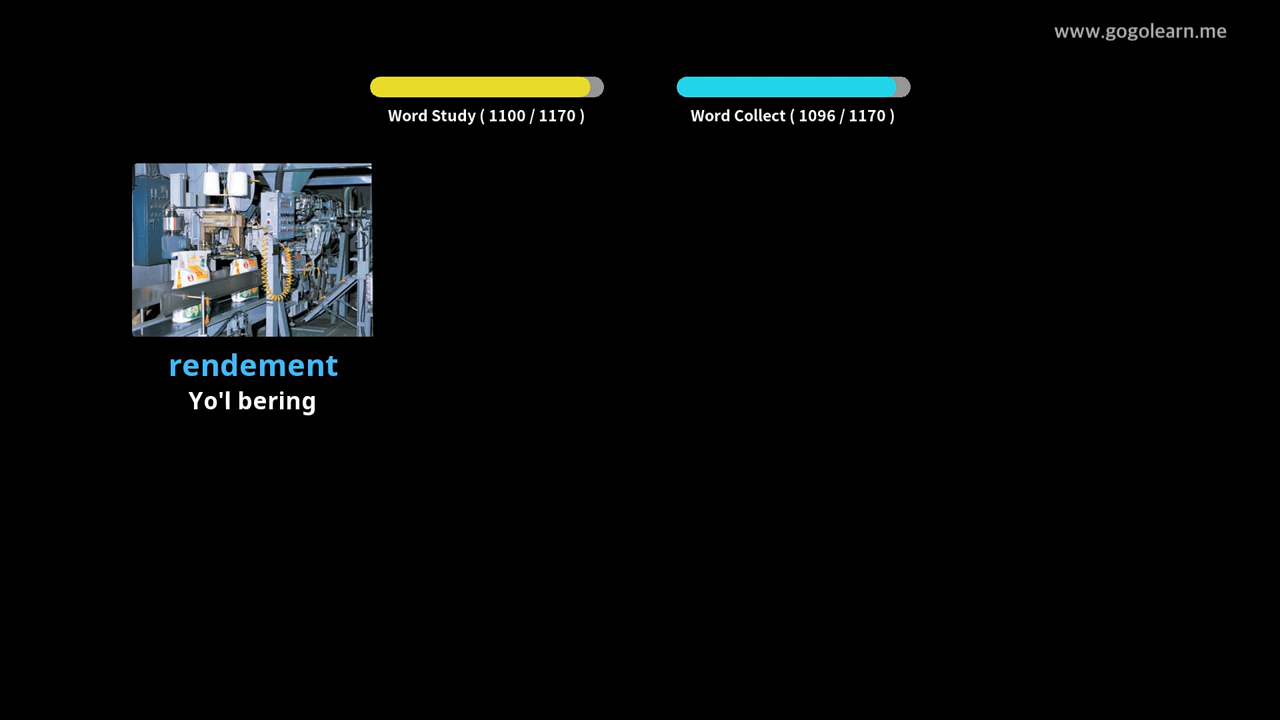 www.gogolearn.me
Word Study ( 1100 / 1170 )
Word Collect ( 1096 / 1170 )
rendement
Yo'l bering